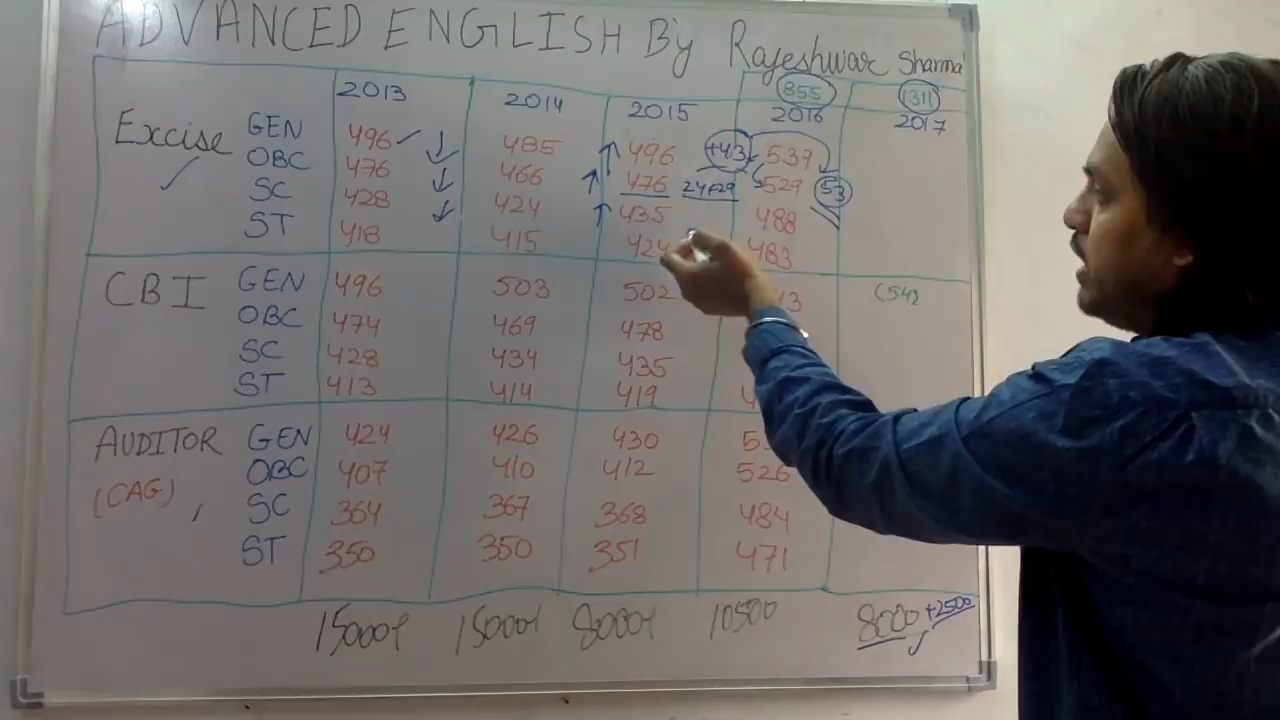 ADVANCED ENGLISH By Rajeshwar Sharma
855 1311
2013 2014 2015 2016 2017
Excise GEN 496 485 496 +43 539
OBC 476 466 476 24+29 529 53
SC 428 424 435 488
ST 418 415 424 483
CBI GEN 496 503 502 (54)
OBC 474 469 478
SC 428 434 435
ST 413 414 419
AUDITOR GEN 424 426 430
OBC 407 410 412 526
(CAG), SC 364 367 368 484
ST 350 350 351 471
15000+ 15000+ 8000+ 10500 8000 +2500